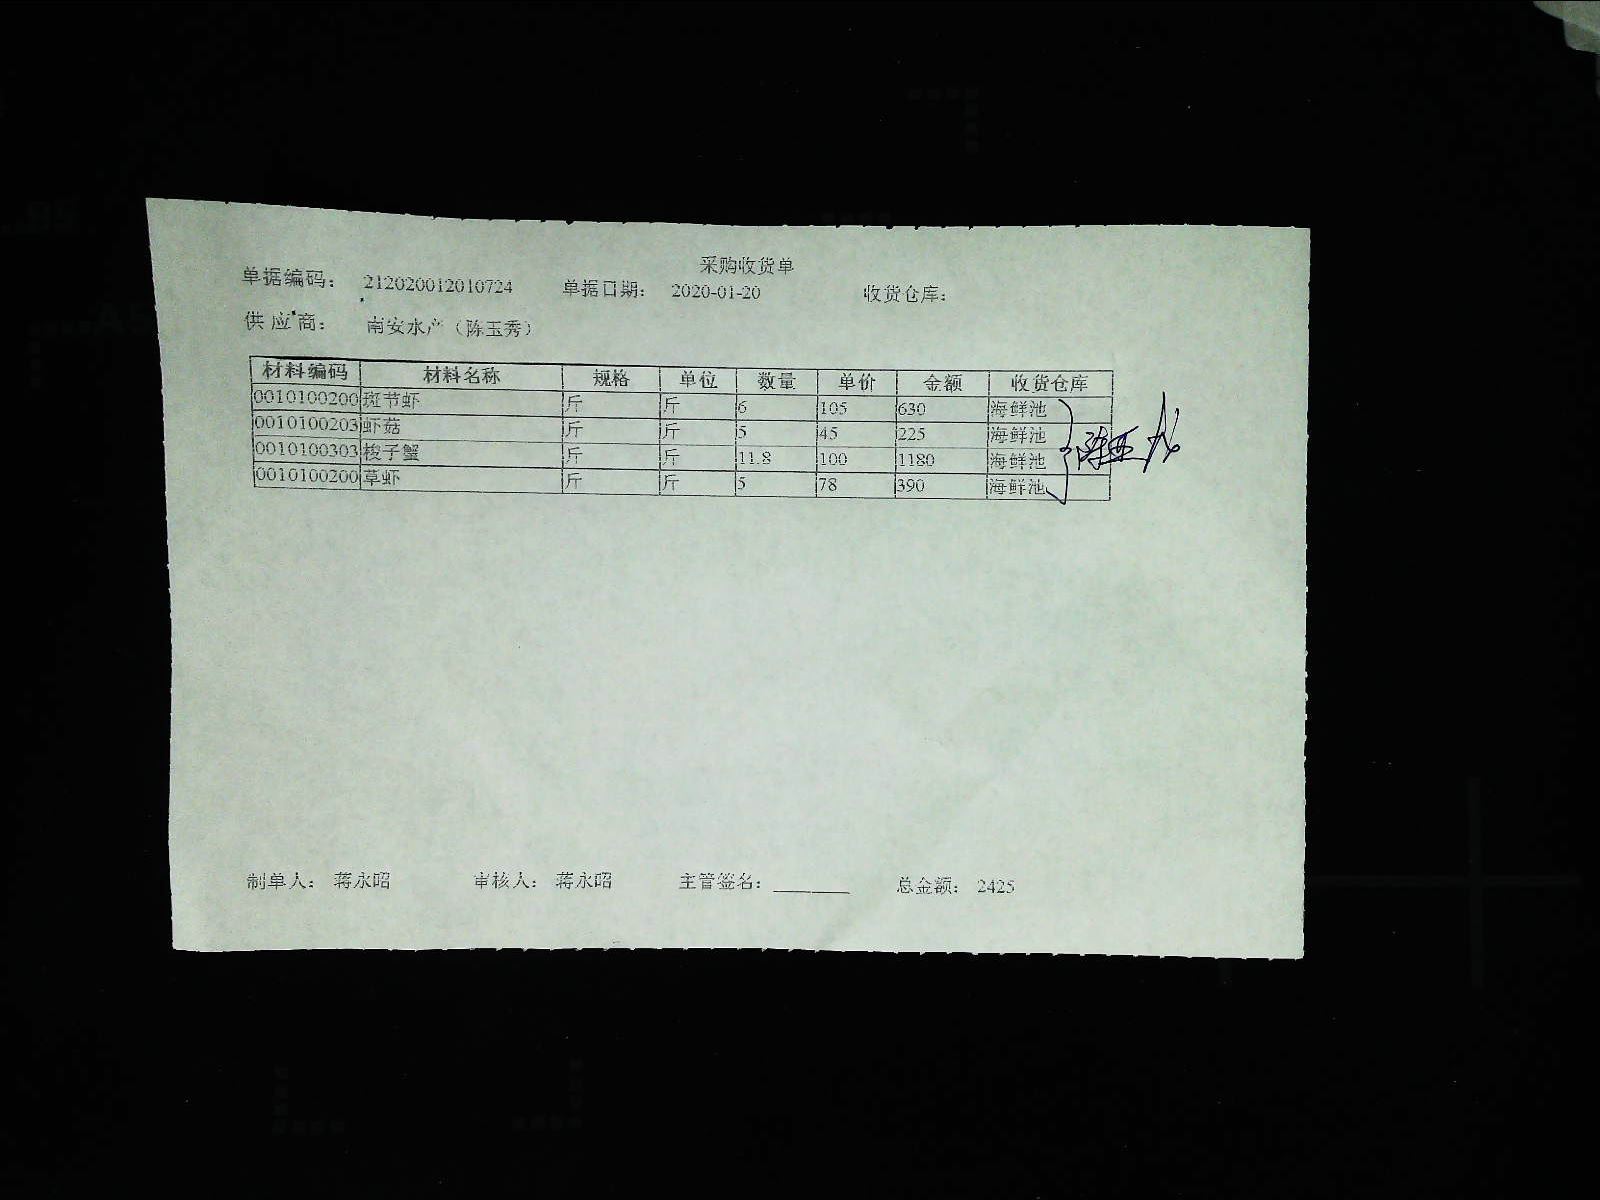 采购收货单
单据编码： 212020012010724 单据日期： 2020-01-20 收货仓库：
供应商： 南安水产（陈玉秀）
材料编码 材料名称 规格 单位 数量 单价 金额 收货仓库
0010100200 斑节虾 斤 斤 6 105 630 海鲜池
0010100203 虾菇 斤 斤 5 45 225 海鲜池
0010100303 梭子蟹 斤 斤 11.8 100 1180 海鲜池
0010100200 草虾 斤 斤 5 78 390 海鲜池
制单人： 蒋永昭 审核人： 蒋永昭 主管签名： 总金额： 2425